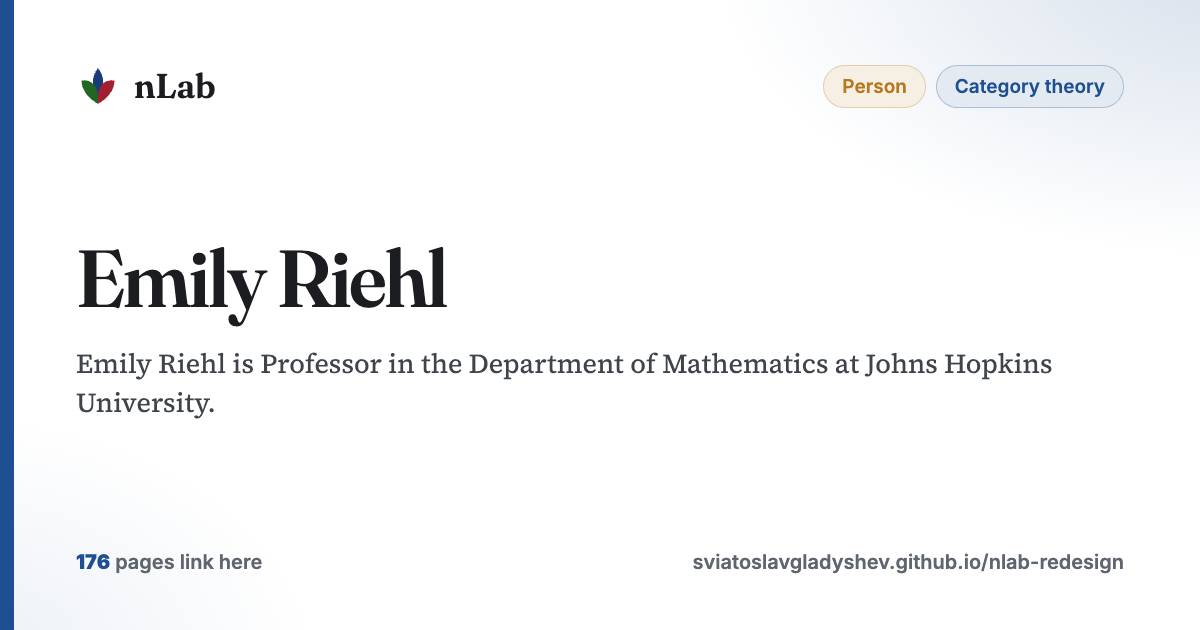 nLab
Person
Category theory
Emily Riehl
Emily Riehl is Professor in the Department of Mathematics at Johns Hopkins
University.
176 pages link here
sviatoslavgladyshev.github.io/nlab-redesign